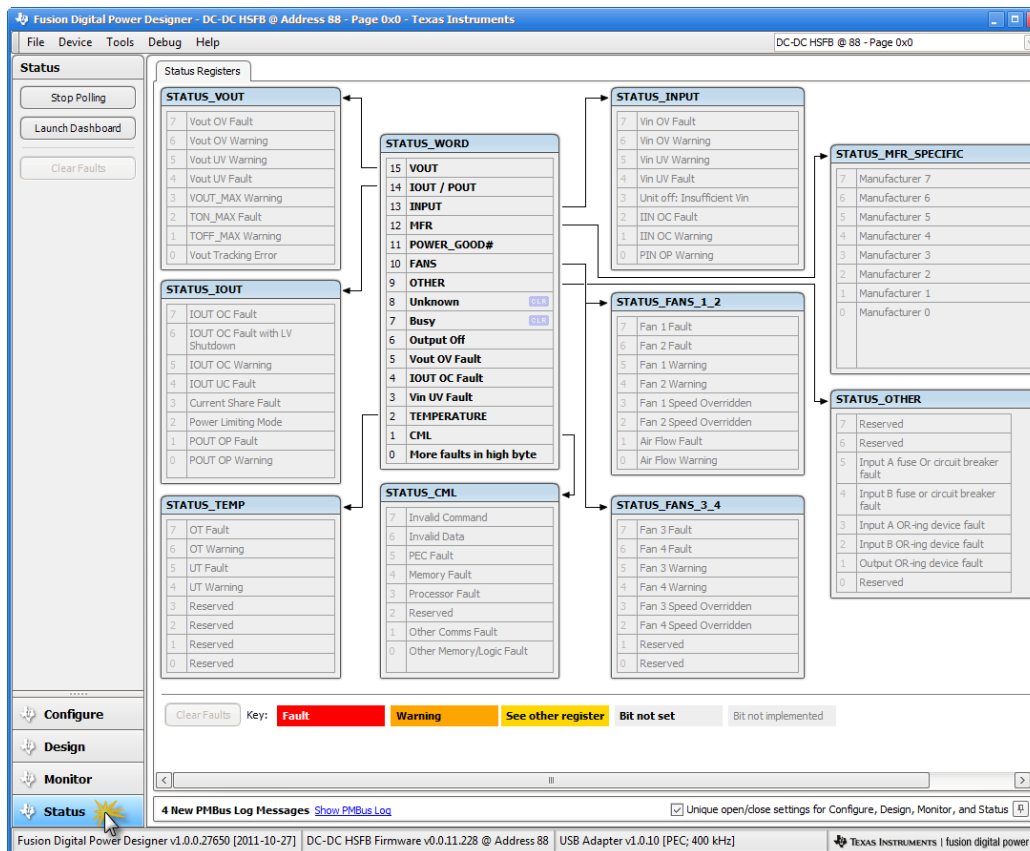 Fusion Digital Power Designer - DC-DC HSFB @ Address 88 - Page 0x0 - Texas Instruments
File Device Tools Debug Help
DC-DC HSFB @ 88 - Page 0x0
Status
Stop Polling
Launch Dashboard
Clear Faults
Status Registers
STATUS_VOUT
7 Vout OV Fault
6 Vout OV Warning
5 Vout UV Warning
4 Vout UV Fault
3 VOUT_MAX Warning
2 TON_MAX Fault
1 TOFF_MAX Warning
0 Vout Tracking Error
STATUS_IOUT
7 IOUT OC Fault
6 IOUT OC Fault with LV
Shutdown
5 IOUT OC Warning
4 IOUT UC Fault
3 Current Share Fault
2 Power Limiting Mode
1 POUT OP Fault
0 POUT OP Warning
STATUS_TEMP
7 OT Fault
6 OT Warning
5 UT Fault
4 UT Warning
3 Reserved
2 Reserved
1 Reserved
0 Reserved
STATUS_WORD
15 VOUT
14 IOUT / POUT
13 INPUT
12 MFR
11 POWER_GOOD#
10 FANS
9 OTHER
8 Unknown CLR
7 Busy CLR
6 Output Off
5 Vout OV Fault
4 IOUT OC Fault
3 Vin UV Fault
2 TEMPERATURE
1 CML
0 More faults in high byte
STATUS_CML
7 Invalid Command
6 Invalid Data
5 PEC Fault
4 Memory Fault
3 Processor Fault
2 Reserved
1 Other Comms Fault
0 Other Memory/Logic Fault
STATUS_INPUT
7 Vin OV Fault
6 Vin OV Warning
5 Vin UV Warning
4 Vin UV Fault
3 Unit off: Insufficient Vin
2 IIN OC Fault
1 IIN OC Warning
0 PIN OP Warning
STATUS_FANS_1_2
7 Fan 1 Fault
6 Fan 2 Fault
5 Fan 1 Warning
4 Fan 2 Warning
3 Fan 1 Speed Overridden
2 Fan 2 Speed Overridden
1 Air Flow Fault
0 Air Flow Warning
STATUS_FANS_3_4
7 Fan 3 Fault
6 Fan 4 Fault
5 Fan 3 Warning
4 Fan 4 Warning
3 Fan 3 Speed Overridden
2 Fan 4 Speed Overridden
1 Reserved
0 Reserved
STATUS_MFR_SPECIFIC
7 Manufacturer 7
6 Manufacturer 6
5 Manufacturer 5
4 Manufacturer 4
3 Manufacturer 3
2 Manufacturer 2
1 Manufacturer 1
0 Manufacturer 0
STATUS_OTHER
7 Reserved
6 Reserved
5 Input A fuse Or circuit breaker
fault
4 Input B fuse or circuit breaker
fault
3 Input A OR-ing device fault
2 Input B OR-ing device fault
1 Output OR-ing device fault
0 Reserved
Clear Faults Key: Fault Warning See other register Bit not set Bit not implemented
Configure
Design
Monitor
Status
4 New PMBus Log Messages Show PMBus Log
Unique open/close settings for Configure, Design, Monitor, and Status
Fusion Digital Power Designer v1.0.0.27650 [2011-10-27] DC-DC HSFB Firmware v0.0.11.228 @ Address 88 USB Adapter v1.0.10 [PEC; 400 kHz] TEXAS INSTRUMENTS | fusion digital power